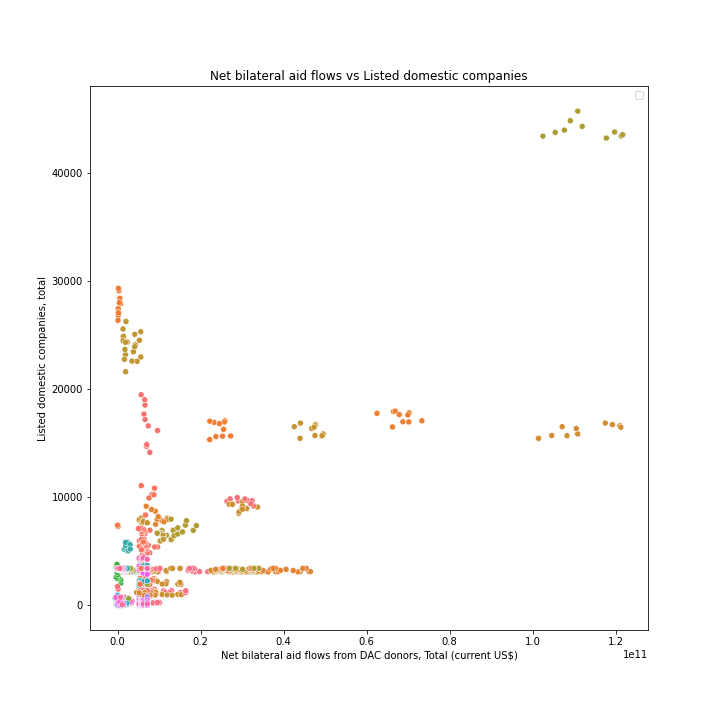 Net bilateral aid flows vs Listed domestic companies
Listed domestic companies, total
40000
30000
20000
10000
0
0.0 0.2 0.4 0.6 0.8 1.0 1.2
1e11
Net bilateral aid flows from DAC donors, Total (current US$)